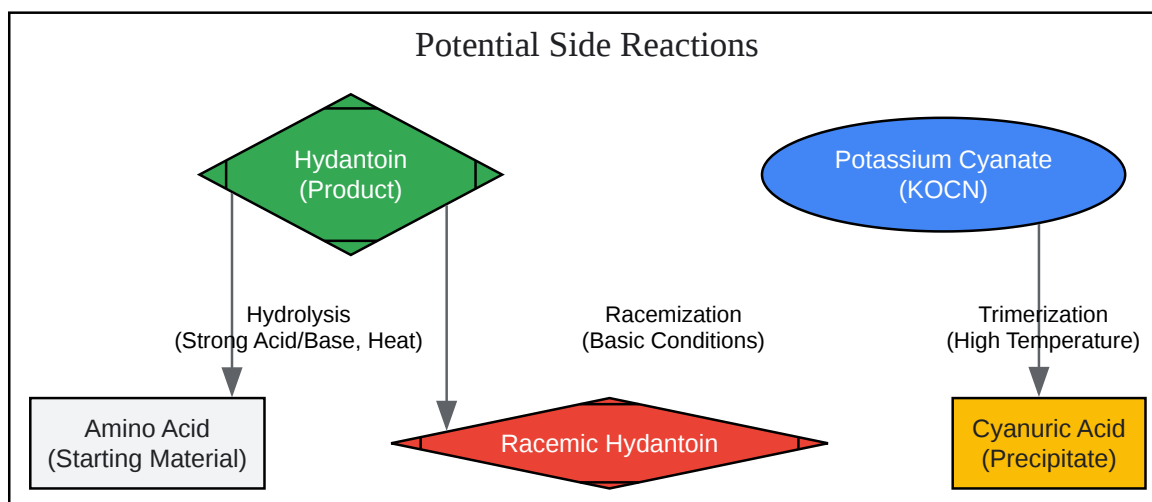 Potential Side Reactions
Hydantoin
(Product)
Potassium Cyanate
(KOCN)
Hydrolysis
(Strong Acid/Base, Heat)
Racemization
(Basic Conditions)
Trimerization
(High Temperature)
Amino Acid
(Starting Material)
Racemic Hydantoin
Cyanuric Acid
(Precipitate)